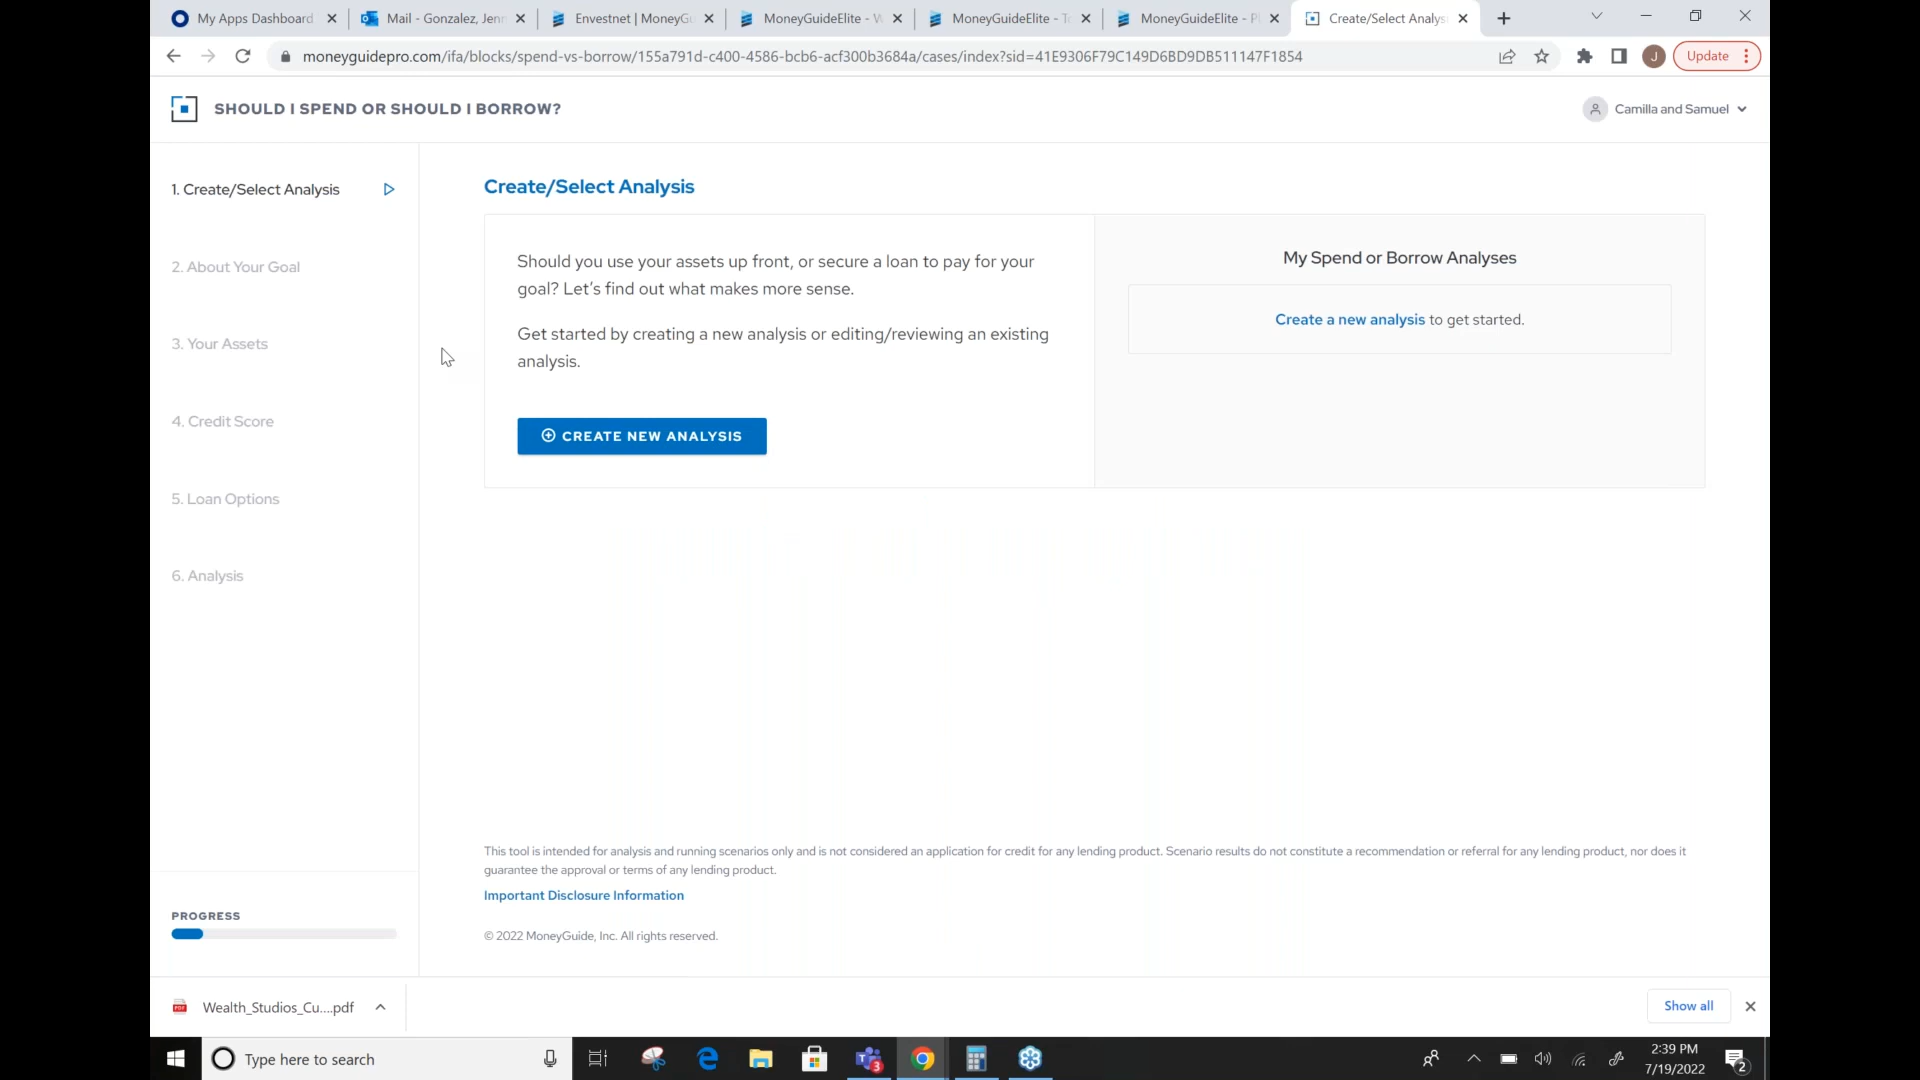 My Apps Dashboard
Mail - Gonzalez, Jenn
Envestnet | MoneyGu
MoneyGuideElite - W
MoneyGuideElite - To
MoneyGuideElite - Pl
Create/Select Analys
moneyguidepro.com/ifa/blocks/spend-vs-borrow/155a791d-c400-4586-bcb6-acf300b3684a/cases/index?sid=41E9306F79C149D6BD9DB511147F1854
J
Update
SHOULD I SPEND OR SHOULD I BORROW?
Camilla and Samuel
1. Create/Select Analysis
2. About Your Goal
3. Your Assets
4. Credit Score
5. Loan Options
6. Analysis
PROGRESS
Create/Select Analysis
Should you use your assets up front, or secure a loan to pay for your
goal? Let's find out what makes more sense.
Get started by creating a new analysis or editing/reviewing an existing
analysis.
CREATE NEW ANALYSIS
My Spend or Borrow Analyses
Create a new analysis to get started.
This tool is intended for analysis and running scenarios only and is not considered an application for credit for any lending product. Scenario results do not constitute a recommendation or referral for any lending product, nor does it
guarantee the approval or terms of any lending product.
Important Disclosure Information
© 2022 MoneyGuide, Inc. All rights reserved.
Wealth_Studios_Cu....pdf
Show all
Type here to search
3
2:39 PM
7/19/2022
2